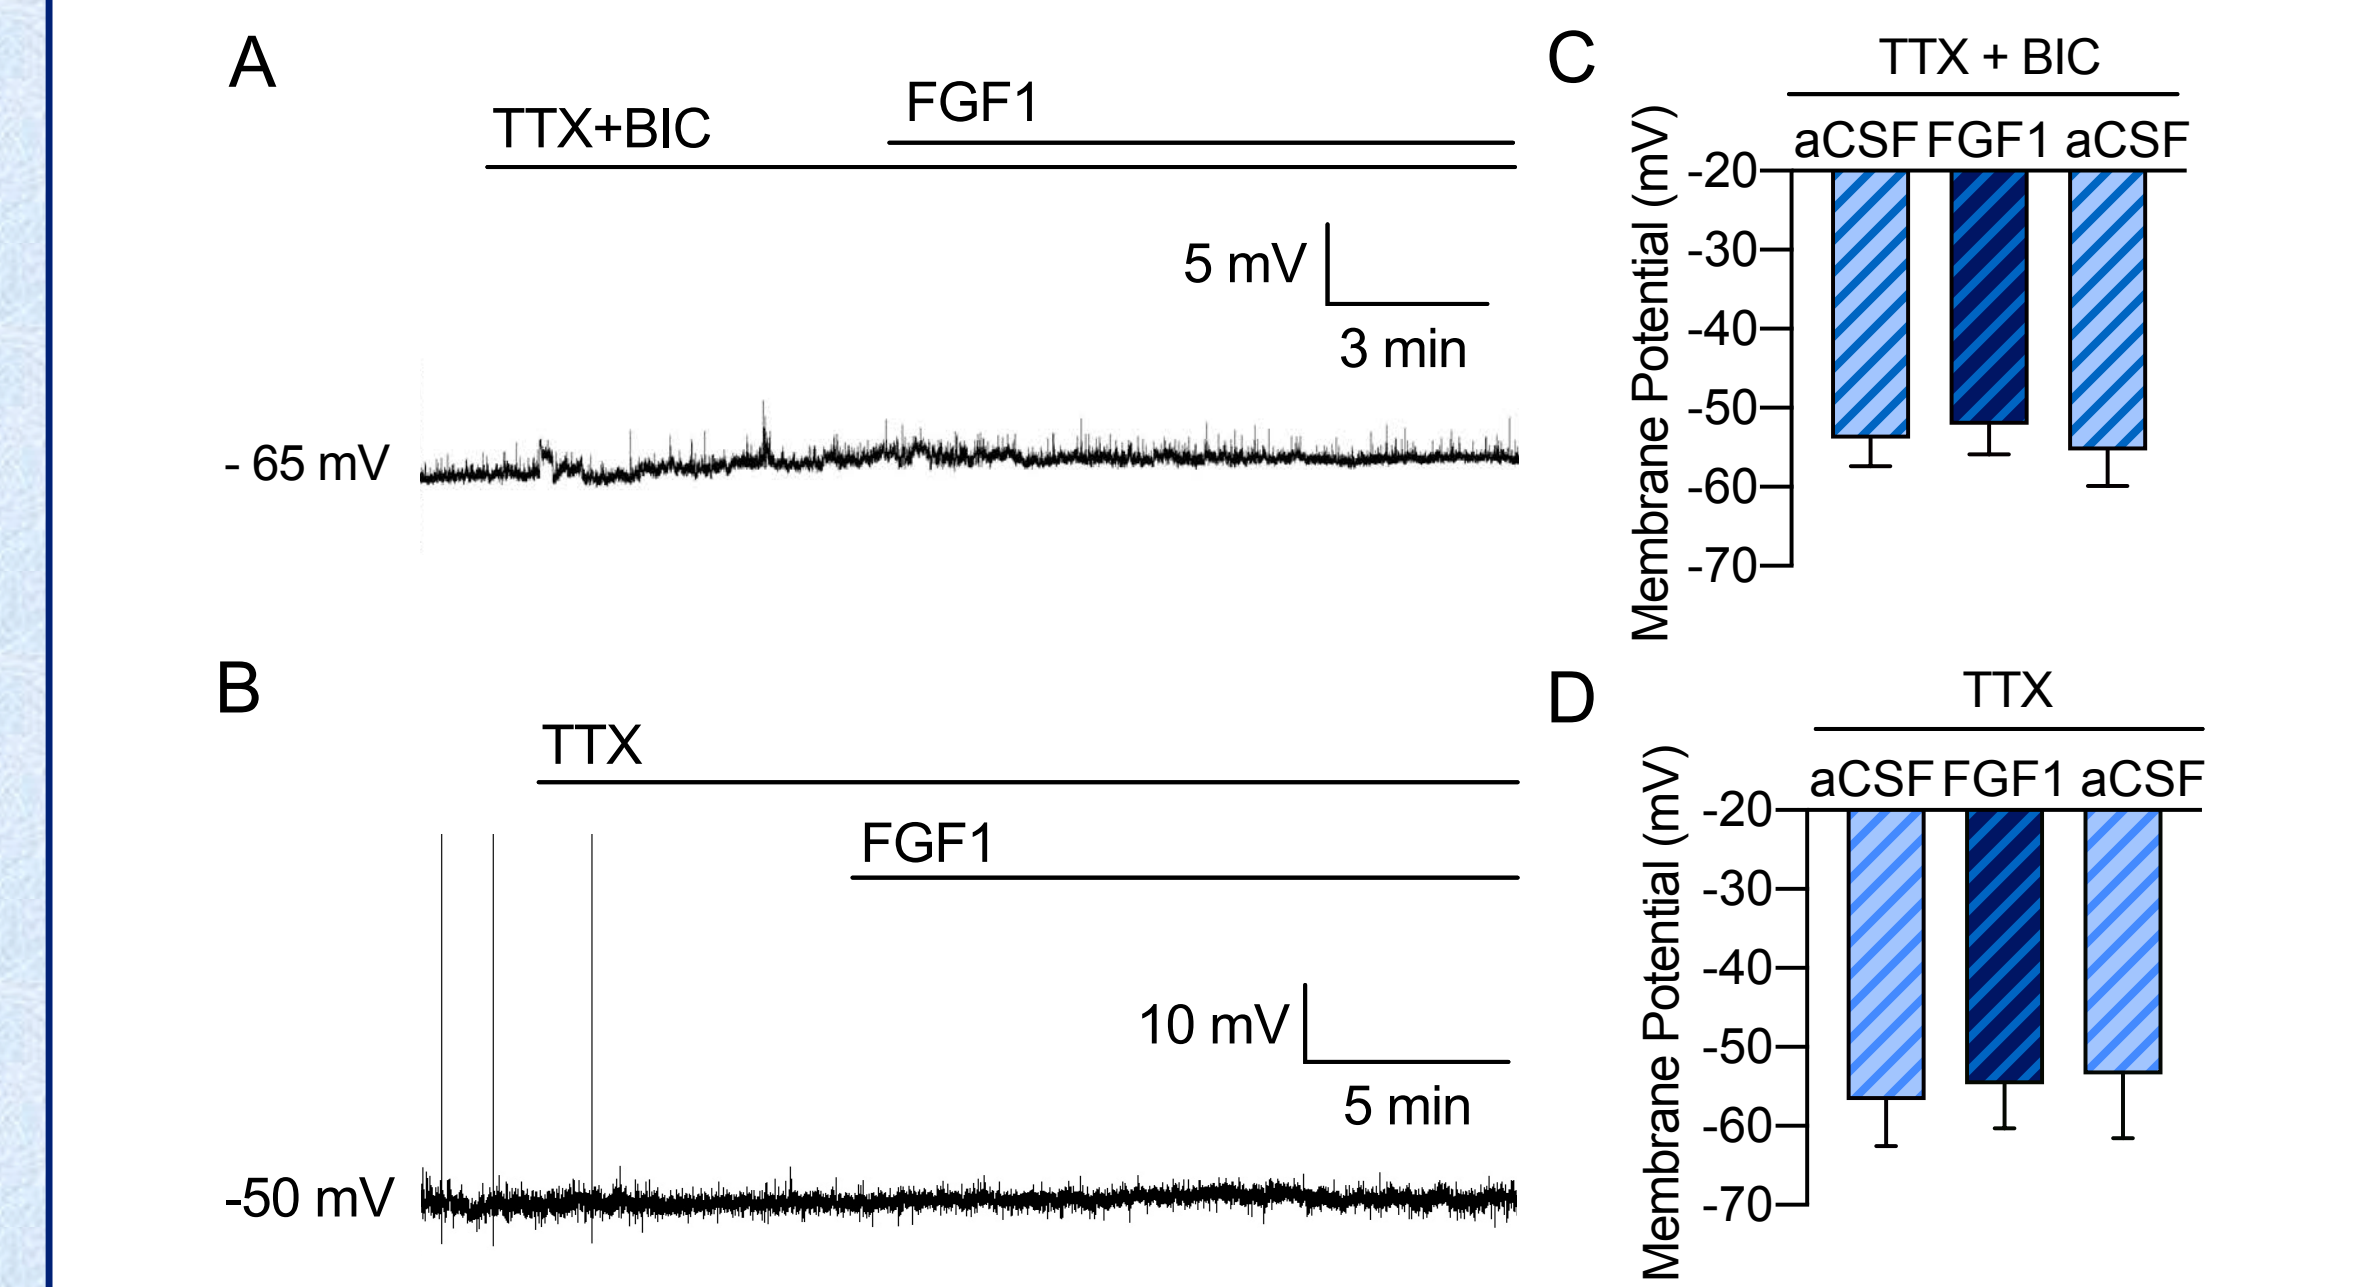 A
TTX+BIC
FGF1
5 mV
3 min
- 65 mV
B
TTX
FGF1
10 mV
5 min
-50 mV
C
TTX + BIC
aCSF FGF1 aCSF
Membrane Potential (mV)
-20
-30
-40
-50
-60
-70
D
TTX
aCSF FGF1 aCSF
Membrane Potential (mV)
-20
-30
-40
-50
-60
-70